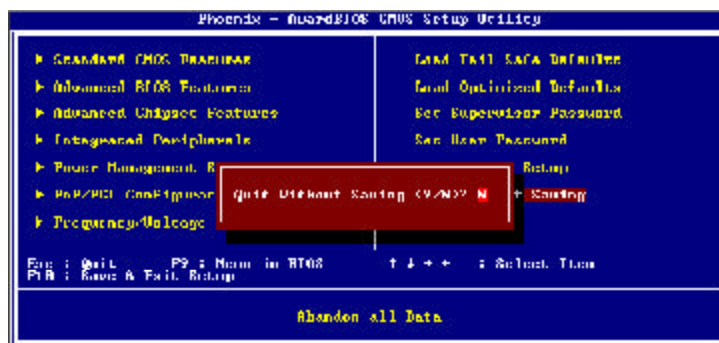 Phoenix - AwardBIOS CMOS Setup Utility
▶ Standard CMOS Features
▶ Advanced BIOS Features
▶ Advanced Chipset Features
▶ Integrated Peripherals
▶ Power Management S
▶ PnP/PCI Configurat
▶ Frequency/Voltage
Load Fail Safe Defaults
Load Optimized Defaults
Set Supervisor Password
Set User Password
Setup
t Saving
Quit Without Saving (Y/N)? N
Esc : Quit F9 : Menu in BIOS ↑ ↓ → ← : Select Item
F10 : Save & Exit Setup
Abandon all Data